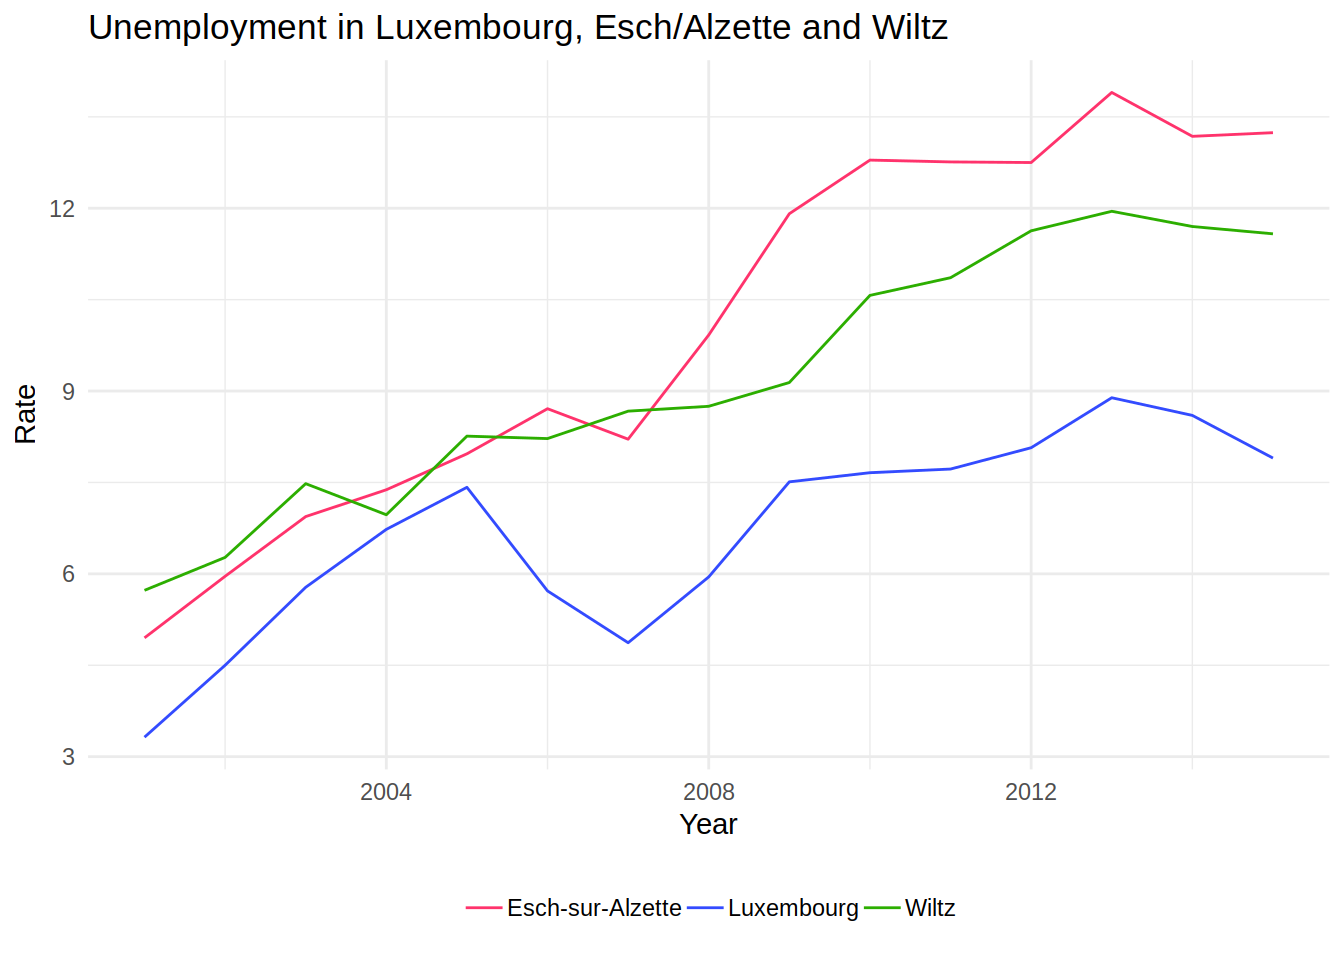 Unemployment in Luxembourg, Esch/Alzette and Wiltz
12
9
6
3
Rate
2004 2008 2012
Year
Esch-sur-Alzette Luxembourg Wiltz